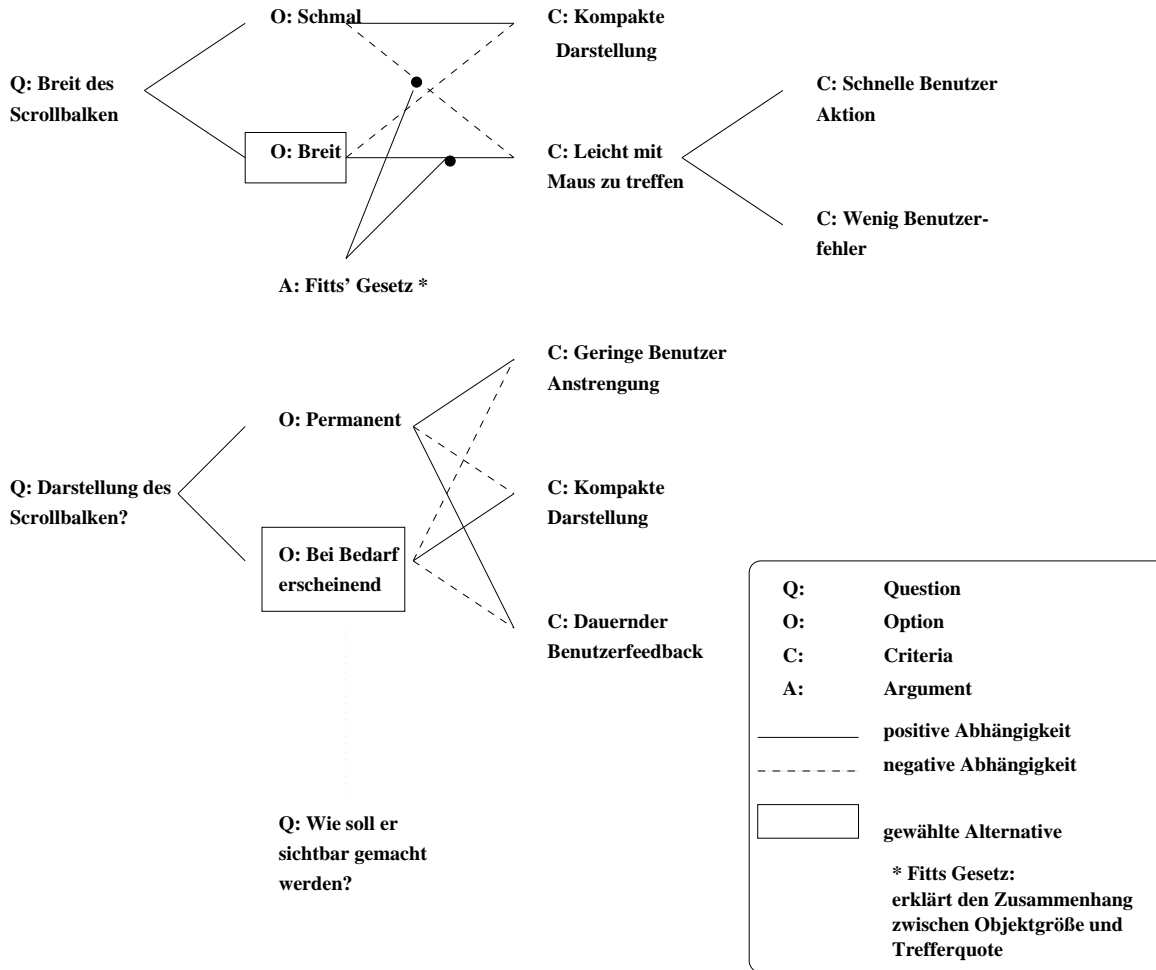 O: Schmal
C: Kompakte
Darstellung
Q: Breit des
Scrollbalken
C: Schnelle Benutzer
Aktion
O: Breit
C: Leicht mit
Maus zu treffen
C: Wenig Benutzer-
fehler
A: Fitts' Gesetz *
C: Geringe Benutzer
Anstrengung
O: Permanent
Q: Darstellung des
Scrollbalken?
C: Kompakte
Darstellung
O: Bei Bedarf
erscheinend
C: Dauernder
Benutzerfeedback
Q: Wie soll er
sichtbar gemacht
werden?
Q: Question
O: Option
C: Criteria
A: Argument
positive Abhängigkeit
negative Abhängigkeit
gewählte Alternative
* Fitts Gesetz:
erklärt den Zusammenhang
zwischen Objektgröße und
Trefferquote